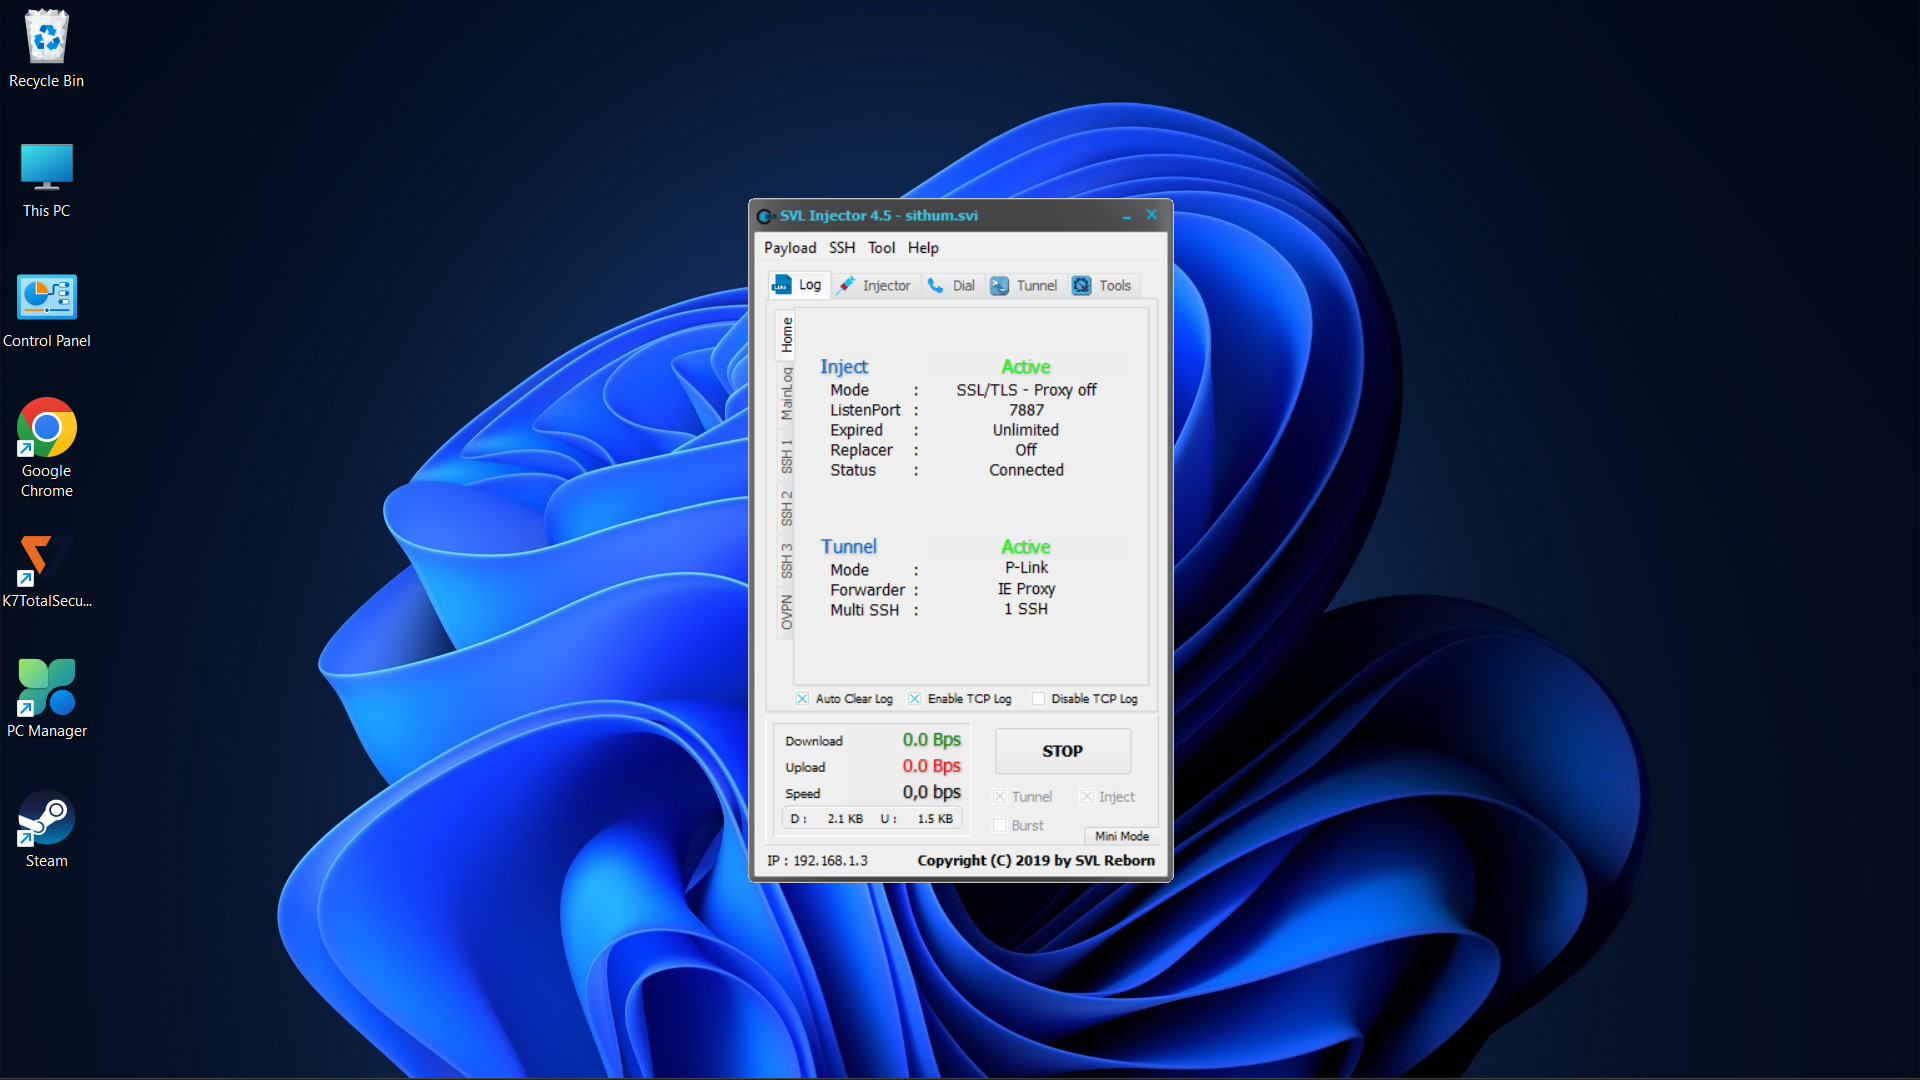 Recycle Bin
This PC
Control Panel
Google
Chrome
K7TotalSecu...
PC Manager
Steam
SVL Injector 4.5 - sithum.svi
Payload SSH Tool Help
Log Injector Dial Tunnel Tools
Home
MainLog
SSH 1
SSH 2
SSH 3
OVPN
Inject Active
Mode : SSL/TLS - Proxy off
ListenPort : 7887
Expired : Unlimited
Replacer : Off
Status : Connected
Tunnel Active
Mode : P-Link
Forwarder : IE Proxy
Multi SSH : 1 SSH
Auto Clear Log Enable TCP Log Disable TCP Log
Download 0.0 Bps
Upload 0.0 Bps
Speed 0,0 bps
D : 2.1 KB U : 1.5 KB
STOP
Tunnel Inject
Burst
Mini Mode
IP : 192.168.1.3 Copyright (C) 2019 by SVL Reborn